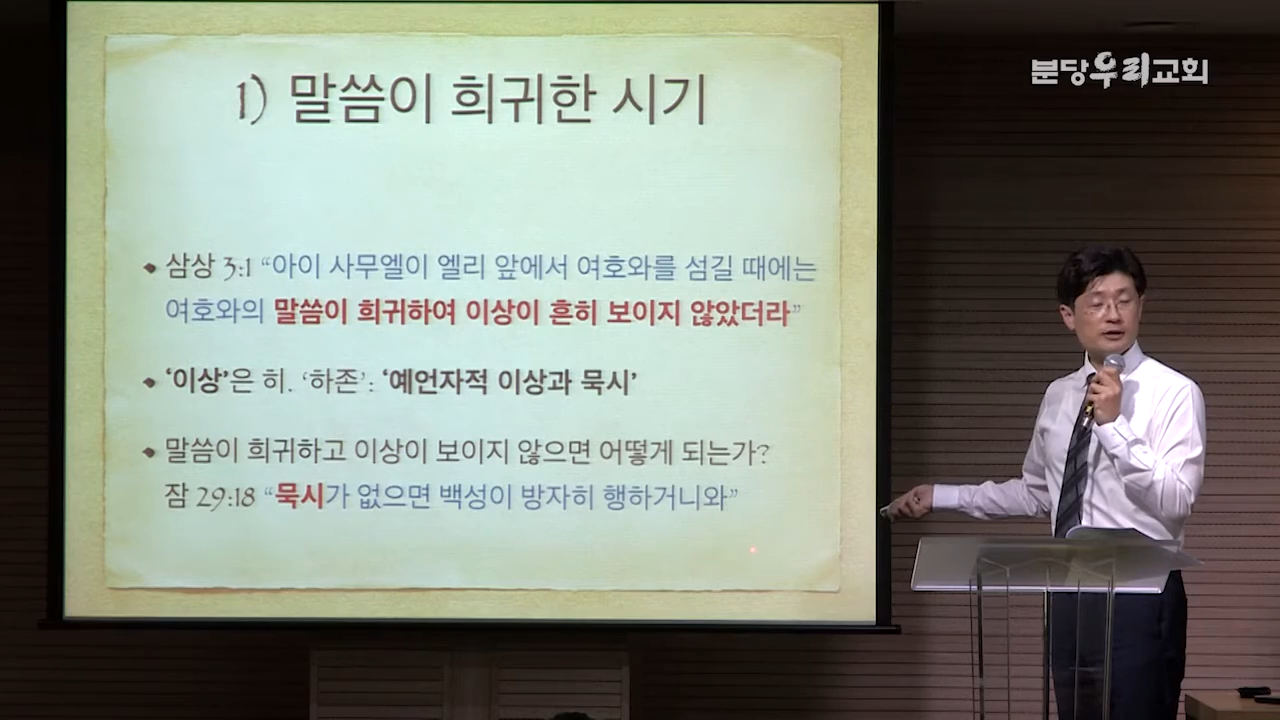 분당우리교회
1) 말씀이 희귀한 시기
삼상 3:1 “아이 사무엘이 엘리 앞에서 여호와를 섬길 때에는
여호와의 말씀이 희귀하여 이상이 흔히 보이지 않았더라”
‘이상’은 히. ‘하존’: ‘예언자적 이상과 묵시’
말씀이 희귀하고 이상이 보이지 않으면 어떻게 되는가?
잠 29:18 “묵시가 없으면 백성이 방자히 행하거니와”